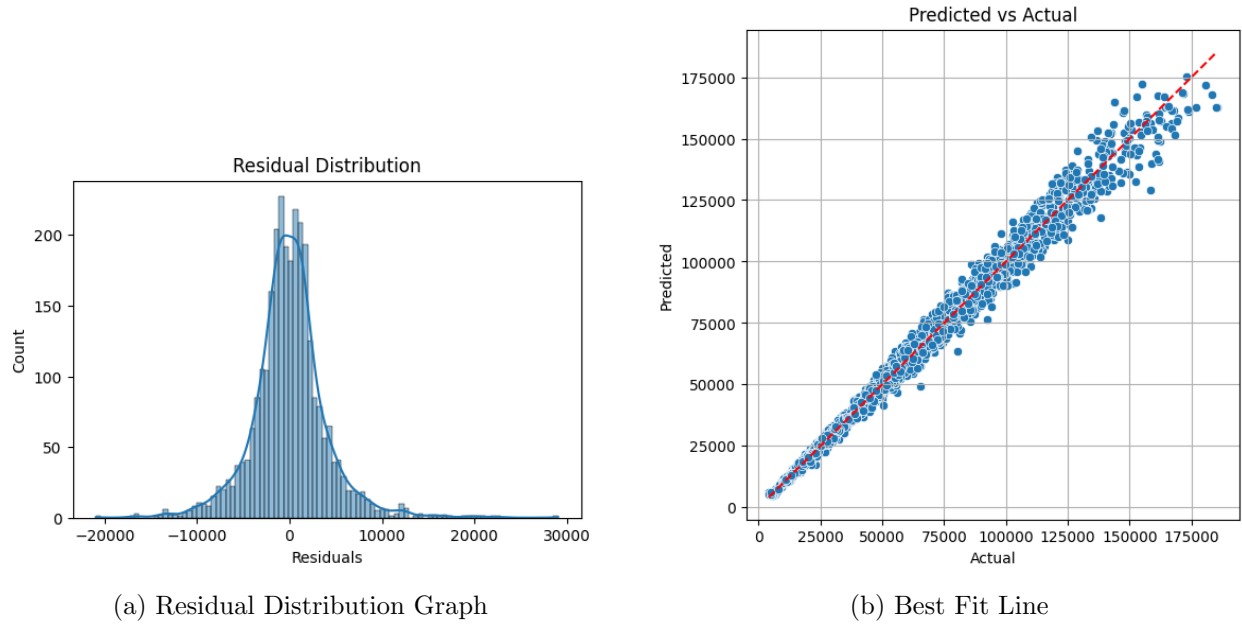 Residual Distribution
200
150
100
50
0
Count
−20000 −10000 0 10000 20000 30000
Residuals
(a) Residual Distribution Graph
Predicted vs Actual
175000
150000
125000
100000
75000
50000
25000
0
Predicted
0 25000 50000 75000 100000 125000 150000 175000
Actual
(b) Best Fit Line